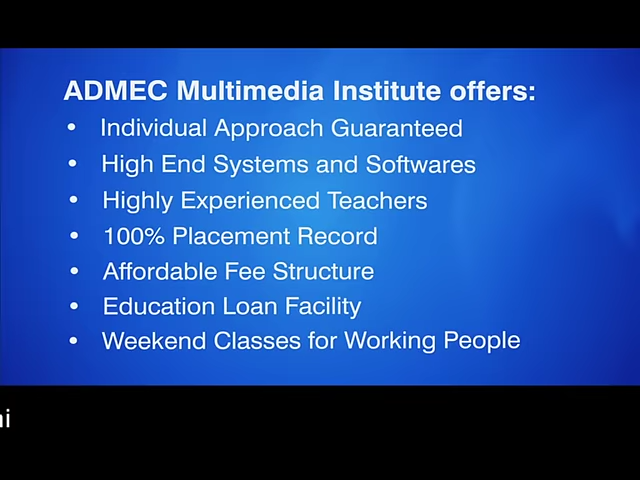 ADMEC Multimedia Institute offers:
• Individual Approach Guaranteed
• High End Systems and Softwares
• Highly Experienced Teachers
• 100% Placement Record
• Affordable Fee Structure
• Education Loan Facility
• Weekend Classes for Working People